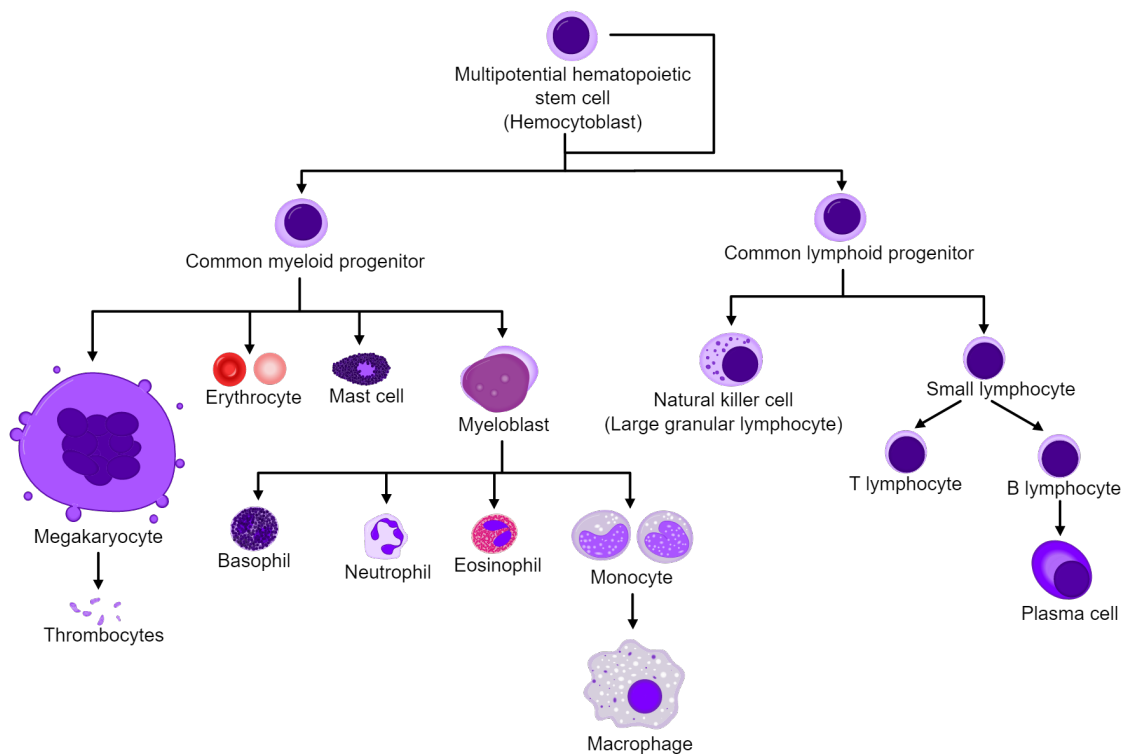 Multipotential hematopoietic
stem cell
(Hemocytoblast)
Common myeloid progenitor
Common lymphoid progenitor
Erythrocyte
Mast cell
Myeloblast
Natural killer cell
(Large granular lymphocyte)
Small lymphocyte
T lymphocyte
B lymphocyte
Megakaryocyte
Basophil
Neutrophil
Eosinophil
Monocyte
Plasma cell
Thrombocytes
Macrophage